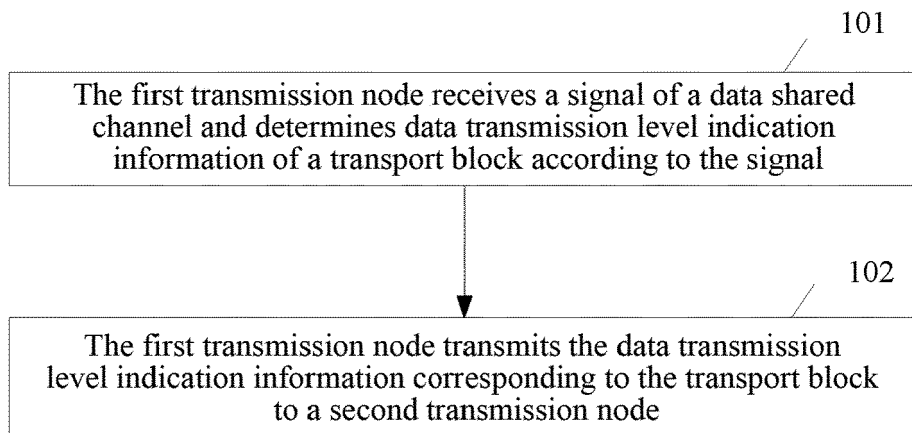 101
The first transmission node receives a signal of a data shared
channel and determines data transmission level indication
information of a transport block according to the signal
102
The first transmission node transmits the data transmission
level indication information corresponding to the transport block
to a second transmission node